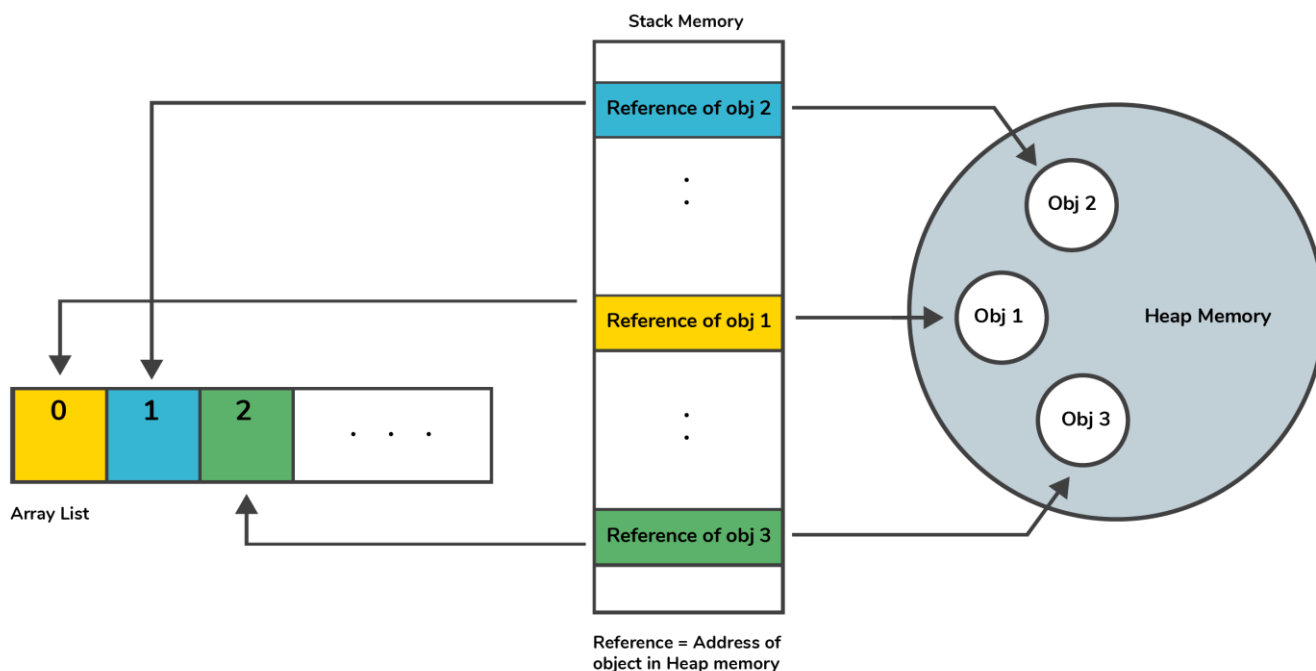 Stack Memory
Reference of obj 2
:
Obj 2
Reference of obj 1
Obj 1
Heap Memory
0
1
2
. . .
:
Obj 3
Array List
Reference of obj 3
Reference = Address of
object in Heap memory